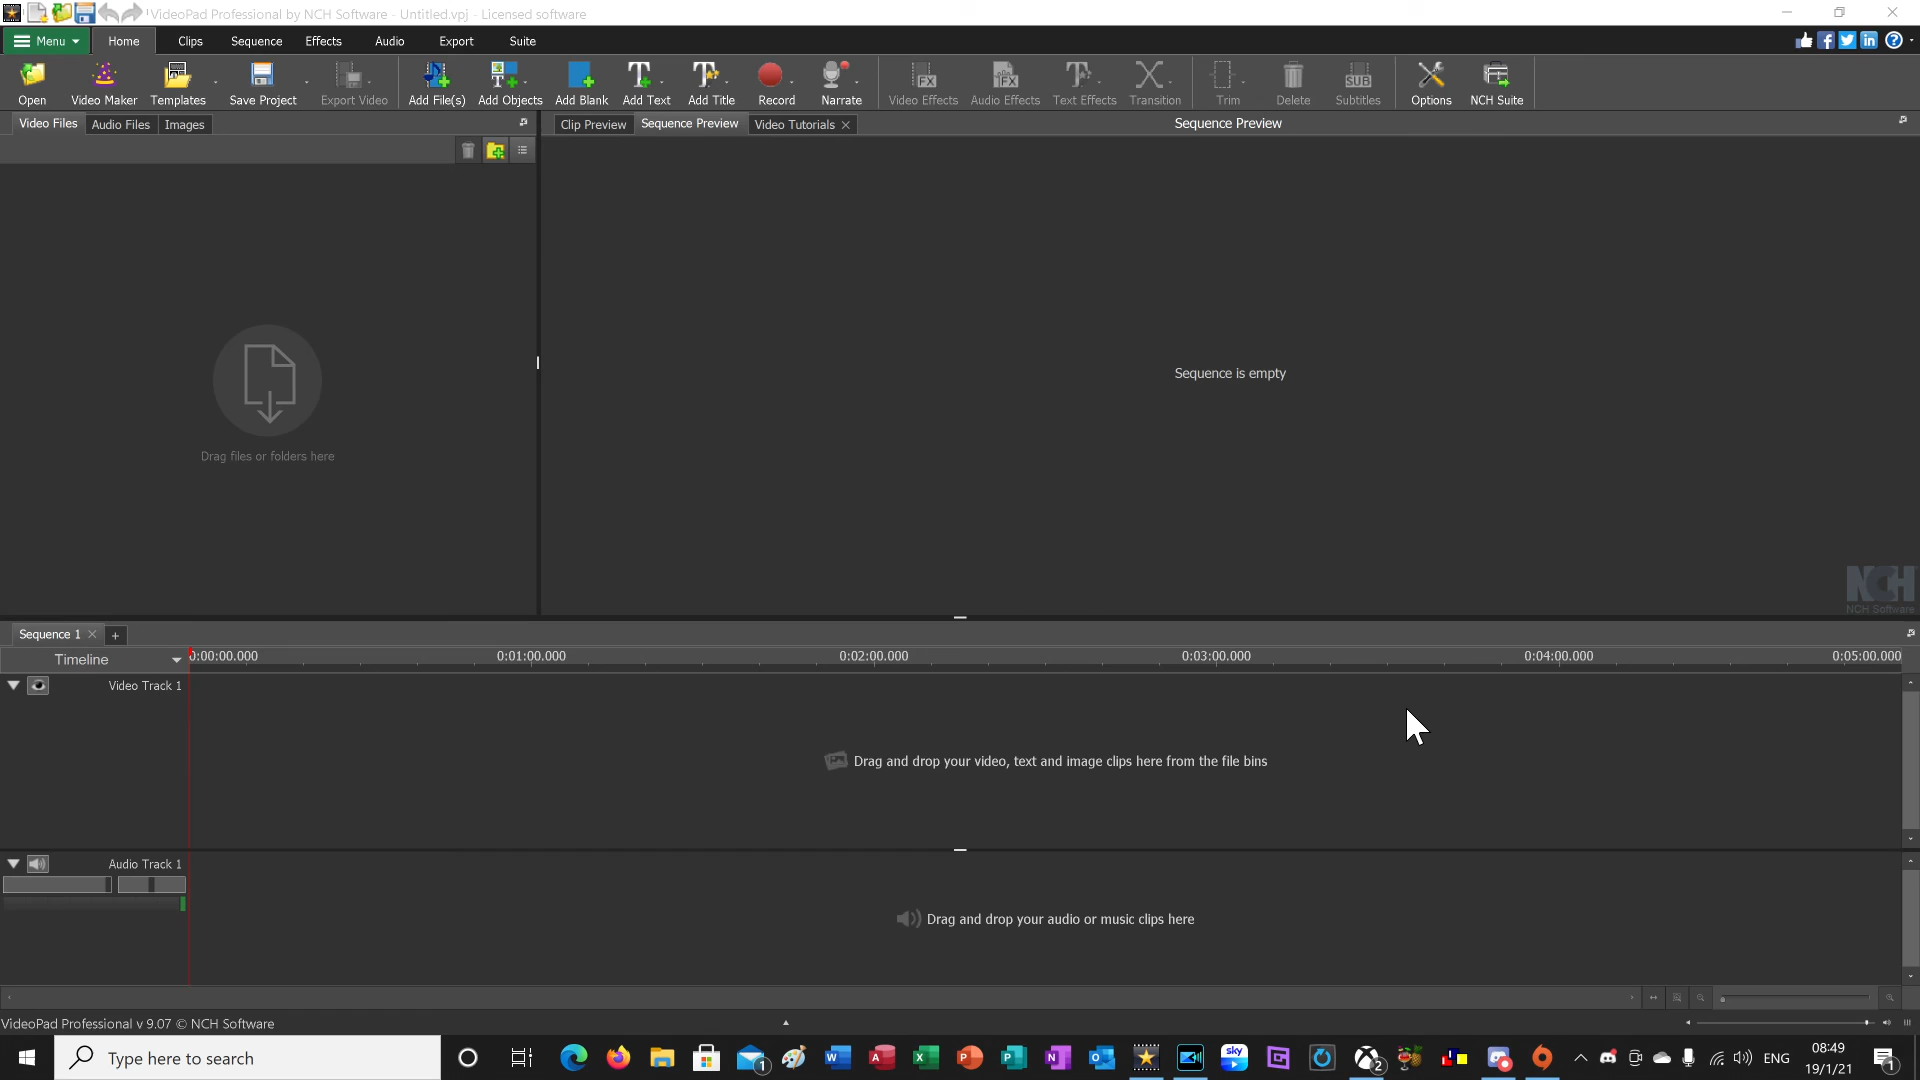 VideoPad Professional by NCH Software - Untitled.vpj - Licensed software
Menu Home Clips Sequence Effects Audio Export Suite
Open Video Maker Templates Save Project Export Video Add File(s) Add Objects Add Blank Add Text Add Title Record Narrate Video Effects Audio Effects Text Effects Transition Trim Delete Subtitles Options NCH Suite
Video Files Audio Files Images
Clip Preview Sequence Preview Video Tutorials Sequence Preview
Sequence is empty
Drag files or folders here
NCH
NCH Software
Sequence 1
Timeline 0:00:00.000 0:01:00.000 0:02:00.000 0:03:00.000 0:04:00.000 0:05:00.000
Video Track 1
Drag and drop your video, text and image clips here from the file bins
Audio Track 1
Drag and drop your audio or music clips here
VideoPad Professional v 9.07 © NCH Software
Type here to search
ENG
08:49
19/1/21